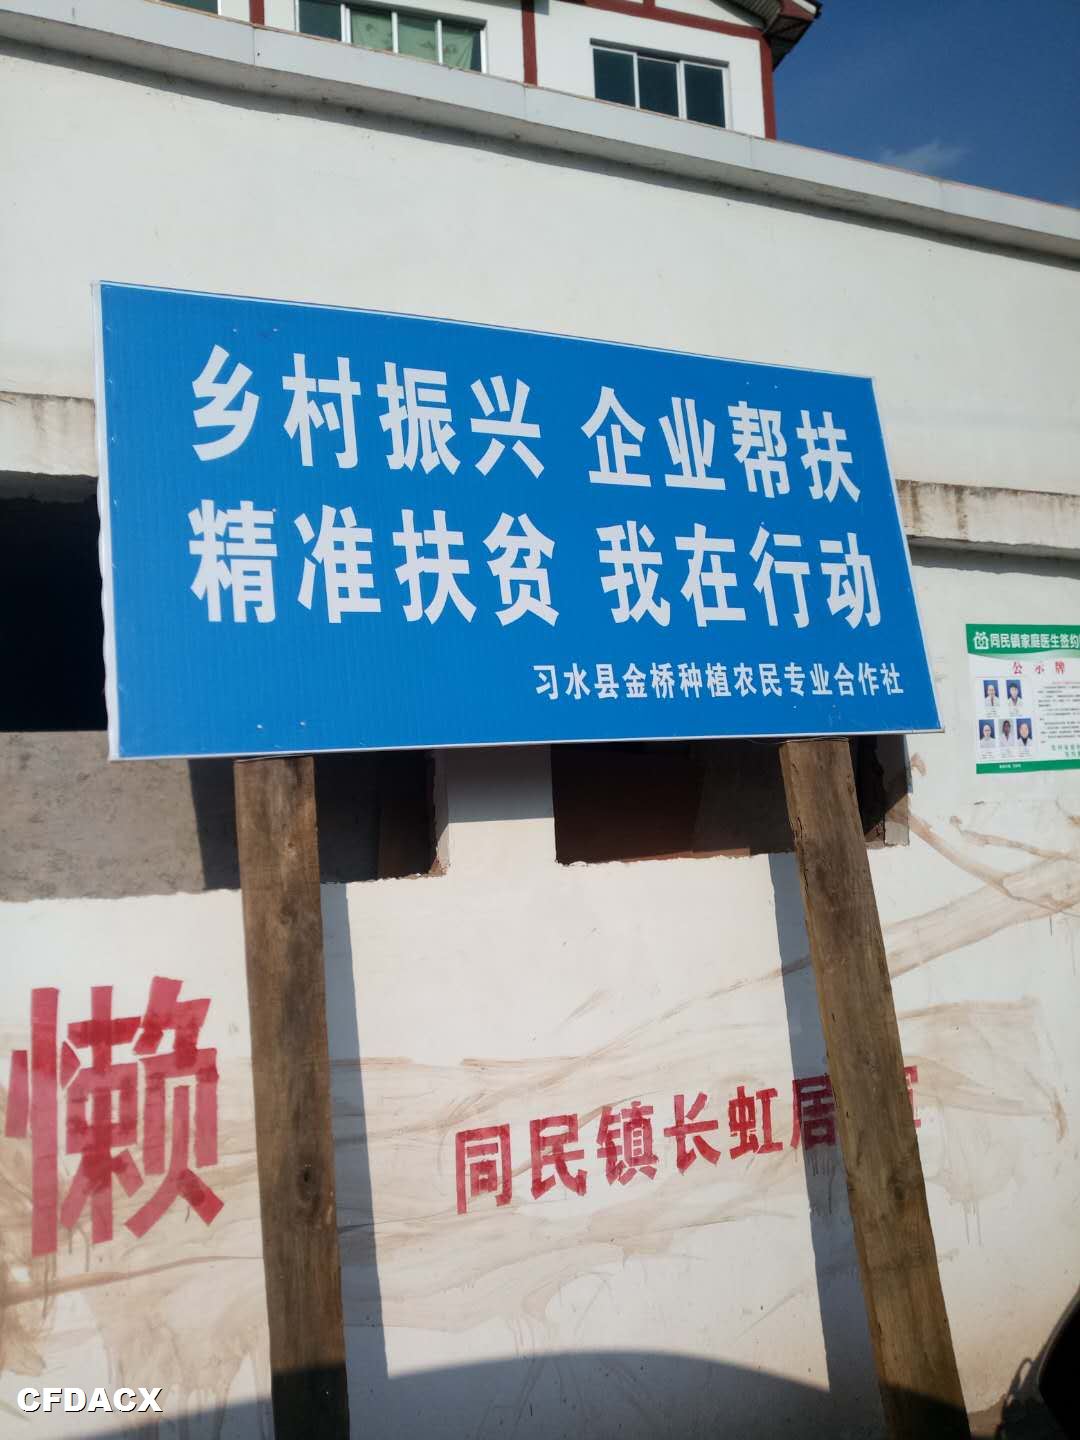 乡村振兴 企业帮扶
精准扶贫 我在行动
习水县金桥种植农民专业合作社
同民镇家庭医生签约
公示牌
懒
同民镇长虹居
CFDACX